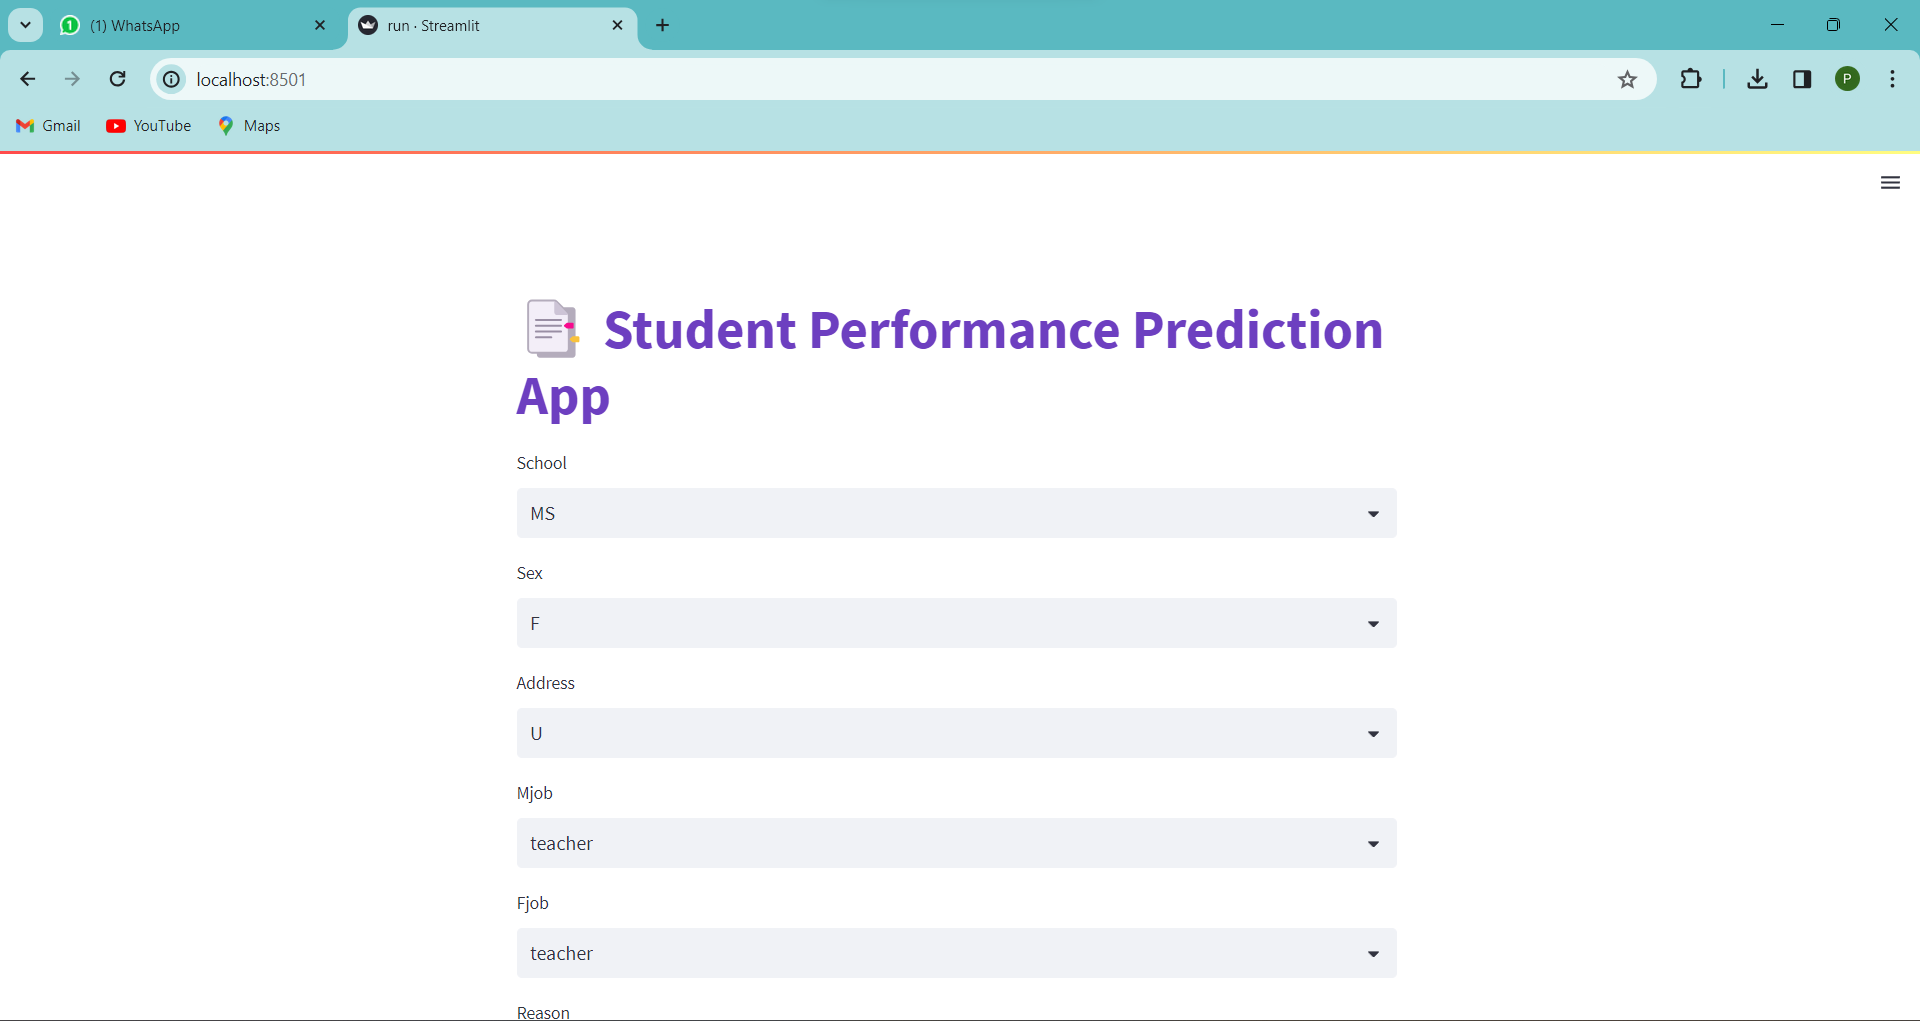 (1) WhatsApp
run · Streamlit
localhost:8501
P
Gmail
YouTube
Maps
Student Performance Prediction
App
School
MS
Sex
F
Address
U
Mjob
teacher
Fjob
teacher
Reason